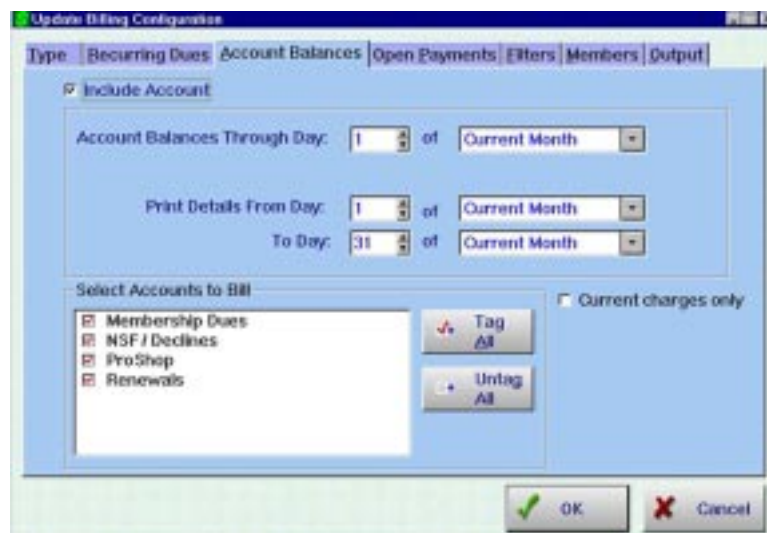 Update Billing Configuration
Type Recurring Dues Account Balances Open Payments Filters Members Output
Include Account
Account Balances Through Day: 1 of Current Month
Print Details From Day: 1 of Current Month
To Day: 31 of Current Month
Select Accounts to Bill
Current charges only
Membership Dues
NSF / Declines
ProShop
Renewals
Tag
All
Untag
All
OK Cancel